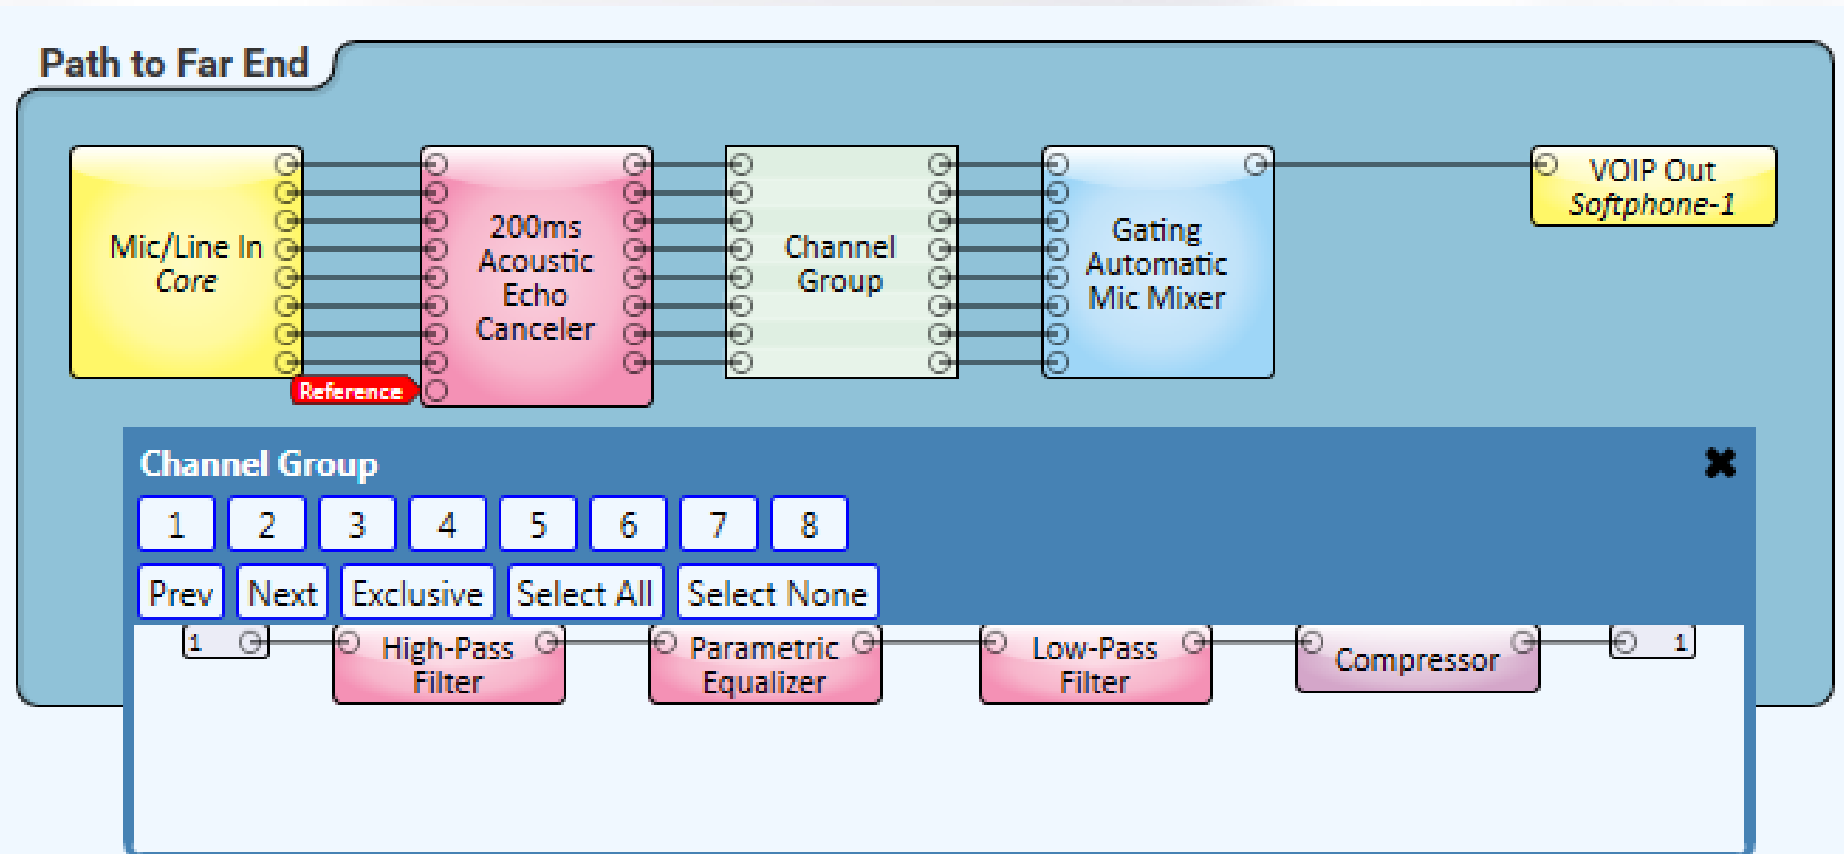 Path to Far End
Mic/Line In
Core
Reference
200ms
Acoustic
Echo
Canceler
Channel
Group
Gating
Automatic
Mic Mixer
VOIP Out
Softphone-1
Channel Group
1 2 3 4 5 6 7 8
Prev Next Exclusive Select All Select None
1
High-Pass
Filter
Parametric
Equalizer
Low-Pass
Filter
Compressor
1